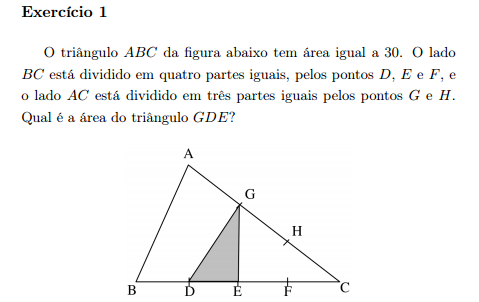 Exercício 1
O triângulo ABC da figura abaixo tem área igual a 30. O lado
BC está dividido em quatro partes iguais, pelos pontos D, E e F, e
o lado AC está dividido em três partes iguais pelos pontos G e H.
Qual é a área do triângulo GDE?
A
G
H
B
D
E
F
C